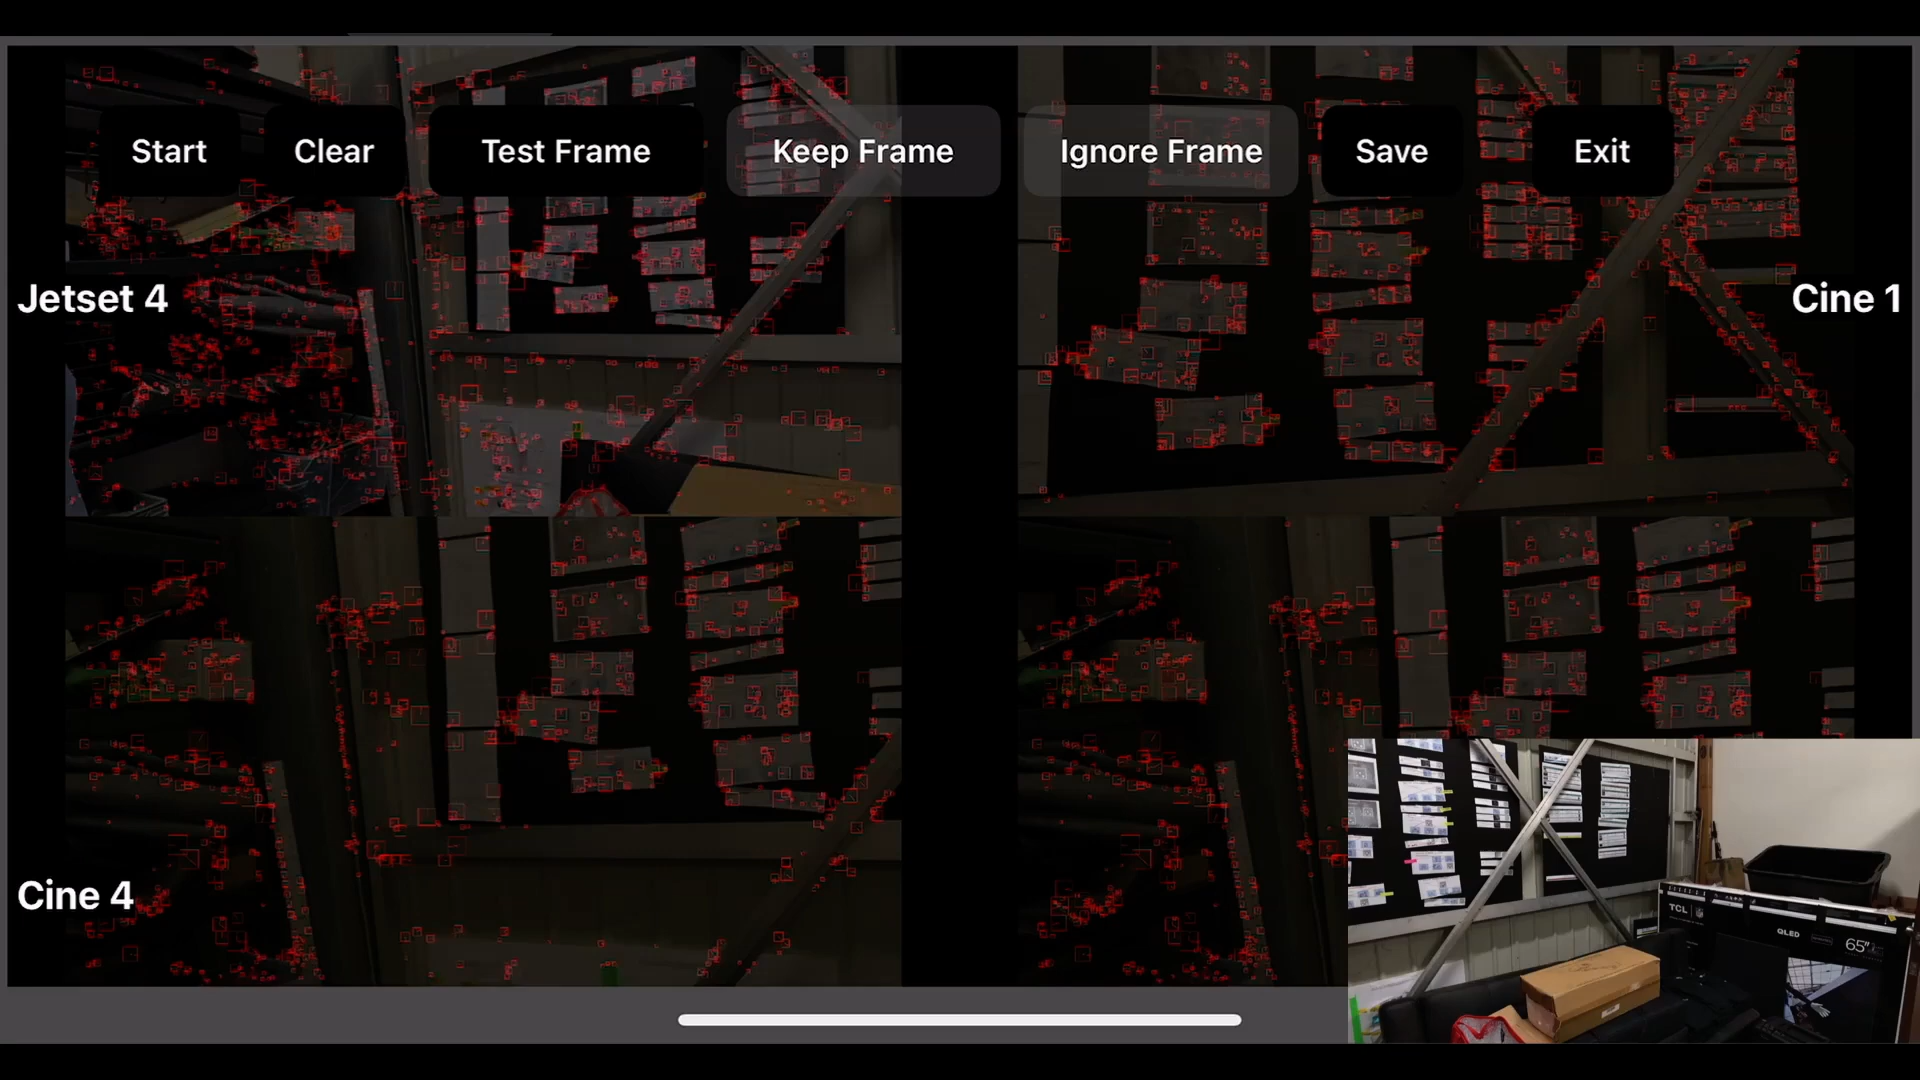 Start
Clear
Test Frame
Keep Frame
Ignore Frame
Save
Exit
Jetset 4
Cine 1
Cine 4
TCL
QLED
65"